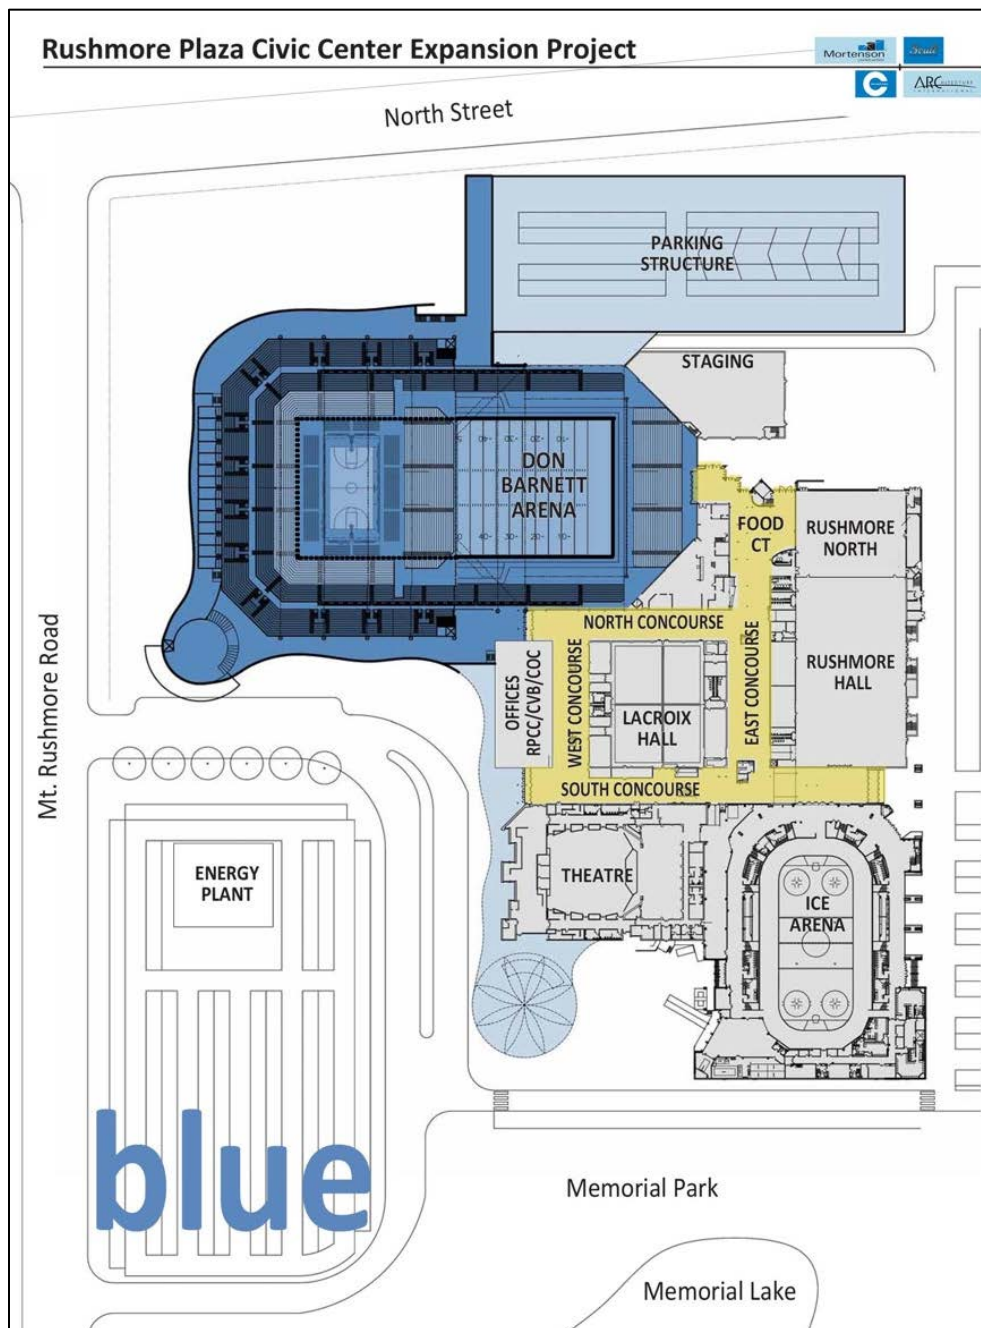 Rushmore Plaza Civic Center Expansion Project
Mortenson
Scull
C
ARC
INTERNATIONAL
North Street
PARKING
STRUCTURE
STAGING
DON
BARNETT
ARENA
FOOD
CT
RUSHMORE
NORTH
NORTH CONCOURSE
Mt. Rushmore Road
OFFICES
RPCC/CVB/COC
WEST CONCOURSE
LACROIX
HALL
EAST CONCOURSE
RUSHMORE
HALL
SOUTH CONCOURSE
ENERGY
PLANT
THEATRE
ICE
ARENA
blue
Memorial Park
Memorial Lake